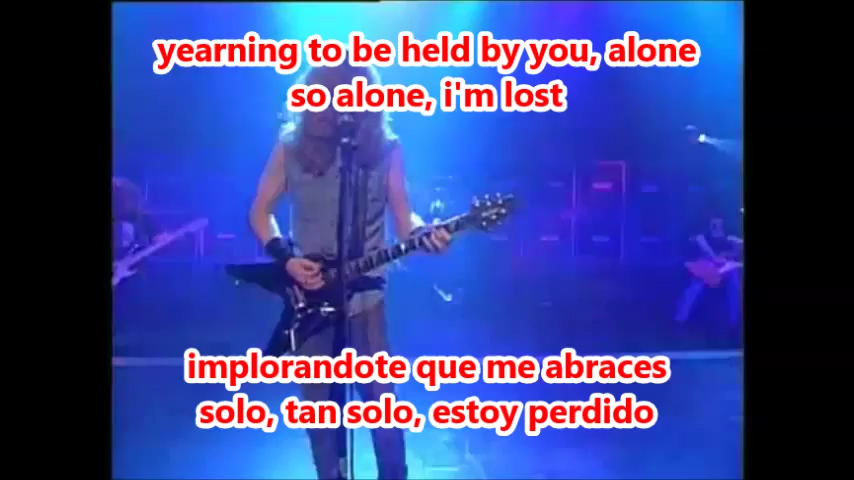 yearning to be held by you, alone
so alone, i'm lost
implorandote que me abraces
solo, tan solo, estoy perdido